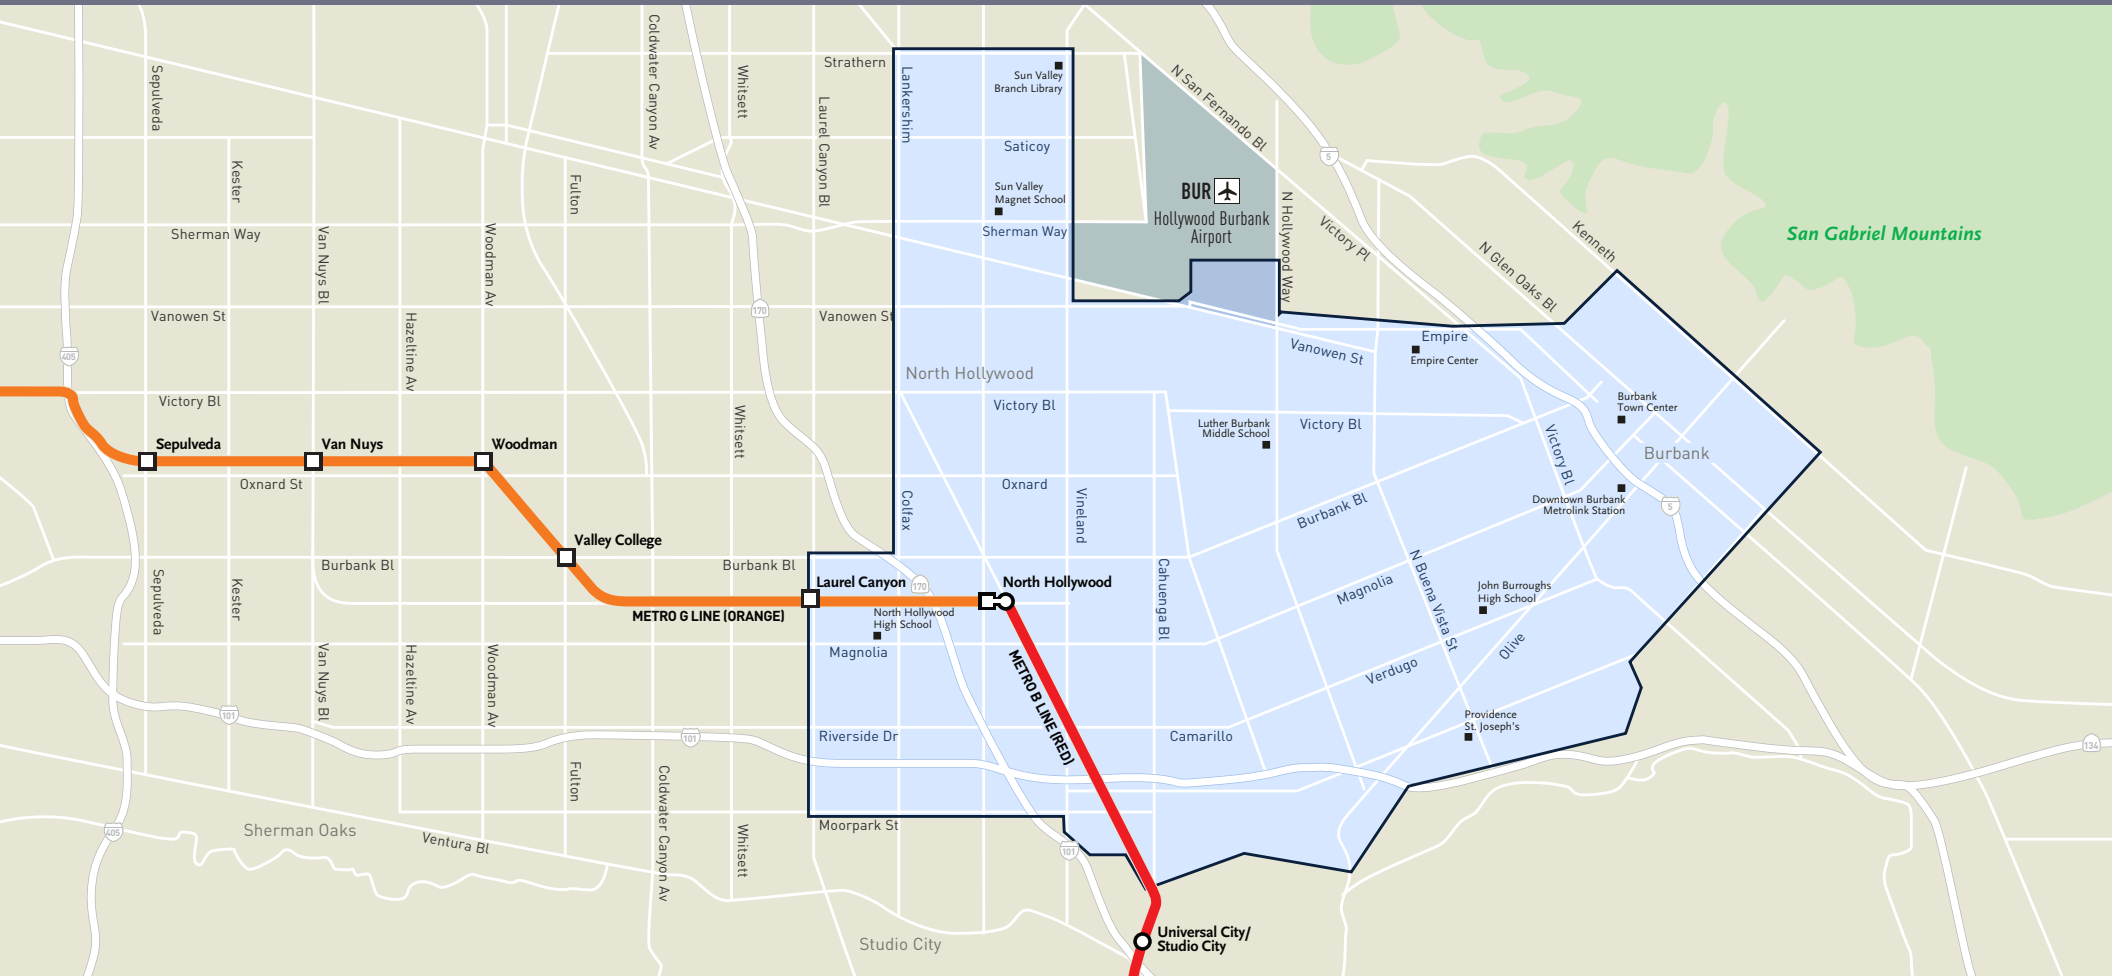 Sepulveda
Kester
Van Nuys Bl
Hazeltine Av
Woodman Av
Fulton
Coldwater Canyon Av
Whitsett
Laurel Canyon Bl
Strathern
Lankershim
Sun Valley
Branch Library
Saticoy
Sun Valley
Magnet School
Sherman Way
Sherman Way
BUR
Hollywood Burbank
Airport
N San Fernando Bl
N Hollywood Way
Victory Pl
5
N Glen Oaks Bl
Kenneth
San Gabriel Mountains
Vanowen St
Vanowen St
Vanowen St
170
405
Empire
Empire Center
North Hollywood
Victory Bl
Victory Bl
Victory Bl
Victory Bl
Luther Burbank
Middle School
Burbank
Town Center
Burbank
Downtown Burbank
Metrolink Station
5
Sepulveda
Van Nuys
Woodman
Whitsett
Oxnard St
Oxnard
Colfax
Vineland
Valley College
Burbank Bl
Burbank Bl
Burbank Bl
Laurel Canyon
170
North Hollywood
METRO G LINE (ORANGE)
North Hollywood
High School
Magnolia
Magnolia
Cahuenga Bl
N Buena Vista St
John Burroughs
High School
Olive
Verdugo
Providence
St. Joseph's
Sepulveda
Kester
Van Nuys Bl
Hazeltine Av
Woodman Av
METRO B LINE (RED)
101
101
Riverside Dr
Camarillo
134
Fulton
Coldwater Canyon Av
Whitsett
Sherman Oaks
405
Ventura Bl
Moorpark St
101
Studio City
Universal City/
Studio City